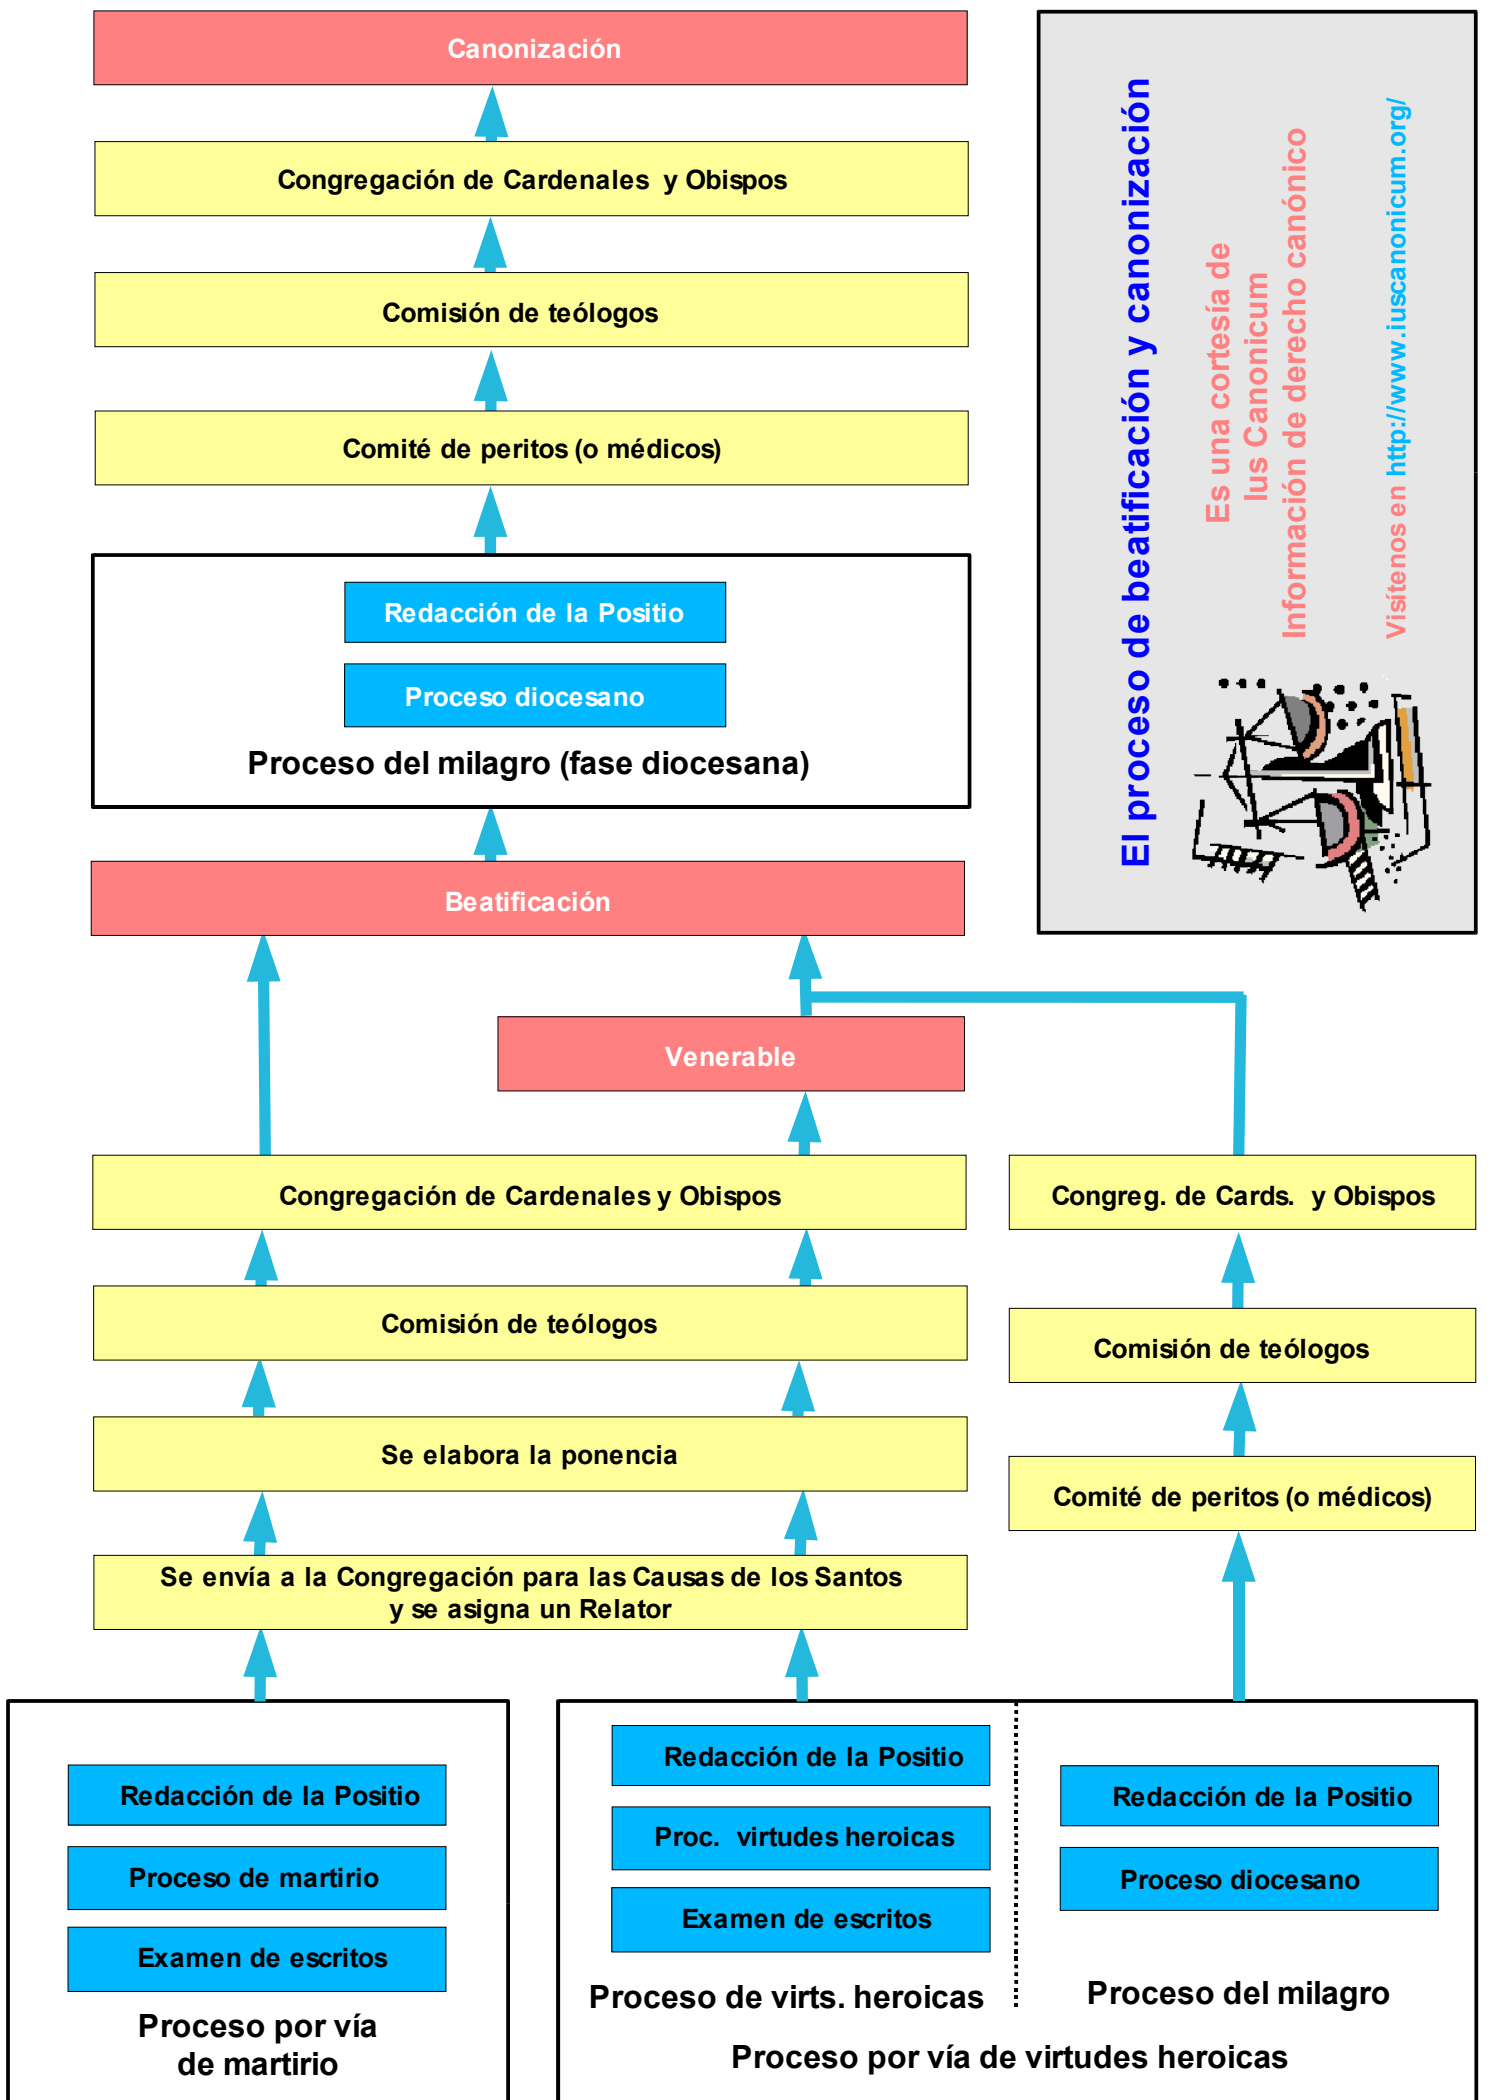 Canonización
Congregación de Cardenales y Obispos
Comisión de teólogos
Comité de peritos (o médicos)
Redacción de la Positio
Proceso diocesano
Proceso del milagro (fase diocesana)
Beatificación
Venerable
Congregación de Cardenales y Obispos
Comisión de teólogos
Se elabora la ponencia
Se envía a la Congregación para las Causas de los Santos
y se asigna un Relator
Congreg. de Cards. y Obispos
Comisión de teólogos
Comité de peritos (o médicos)
Redacción de la Positio
Proceso de martirio
Examen de escritos
Proceso por vía
de martirio
Redacción de la Positio
Proc. virtudes heroicas
Examen de escritos
Proceso de virts. heroicas
Redacción de la Positio
Proceso diocesano
Proceso del milagro
Proceso por vía de virtudes heroicas
El proceso de beatificación y canonización
Es una cortesía de
Ius Canonicum
Información de derecho canónico
Visítenos en http://www.iuscanonicum.org/